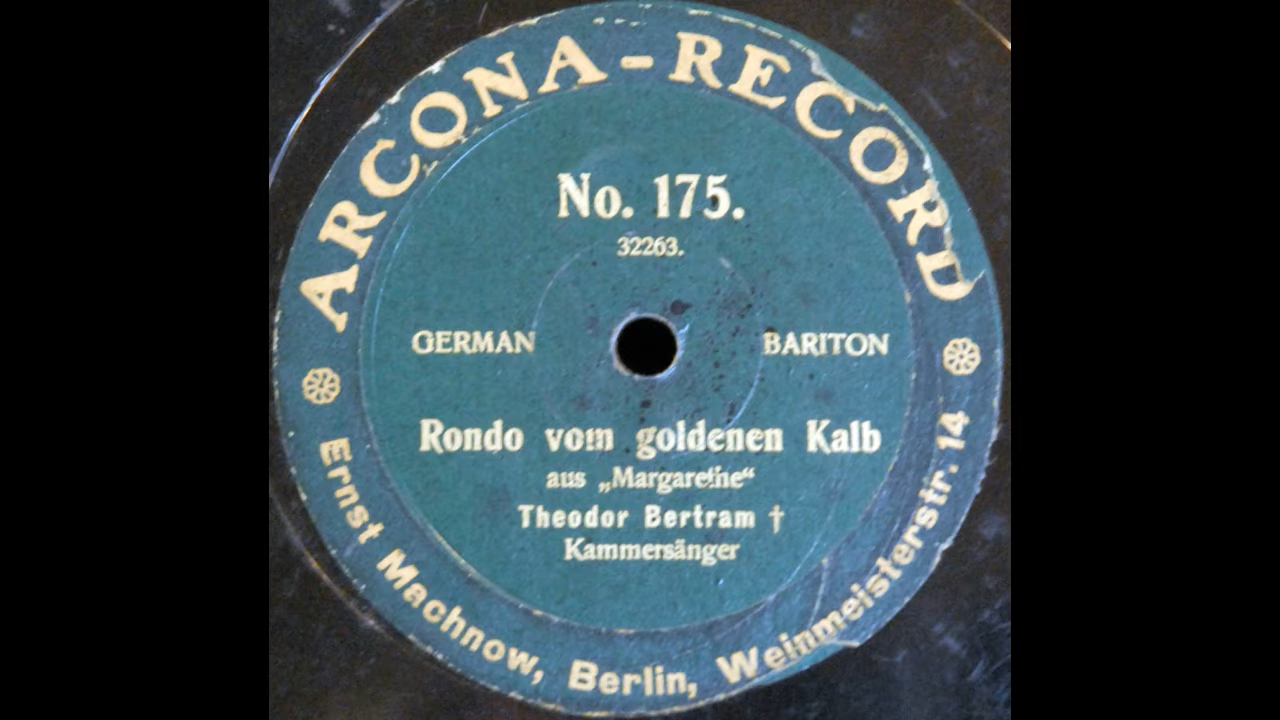 ARCONA-RECORD
No. 175.
32263.
GERMAN BARITON
Rondo vom goldenen Kalb
aus „Margarethe“
Theodor Bertram †
Kammersänger
Ernst Machnow, Berlin, Weinmeisterstr. 14